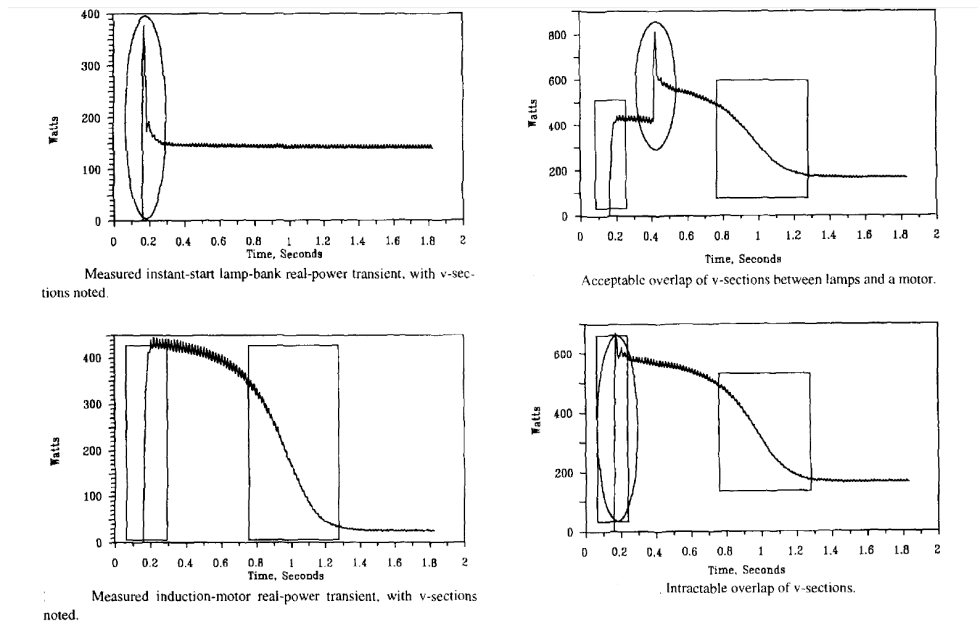 400
300
200
100
0
Watts
0 0.2 0.4 0.6 0.8 1 1.2 1.4 1.6 1.8 2
Time, Seconds
Measured instant-start lamp-bank real-power transient, with v-sec-
tions noted.
800
600
400
200
0
Watts
0 0.2 0.4 0.6 0.8 1 1.2 1.4 1.6 1.8 2
Time, Seconds
Acceptable overlap of v-sections between lamps and a motor.
400
300
200
100
0
Watts
0 0.2 0.4 0.6 0.8 1 1.2 1.4 1.6 1.8 2
Time, Seconds
Measured induction-motor real-power transient, with v-sections
noted.
600
400
200
0
Watts
0 0.2 0.4 0.6 0.8 1 1.2 1.4 1.6 1.8 2
Time, Seconds
Intractable overlap of v-sections.